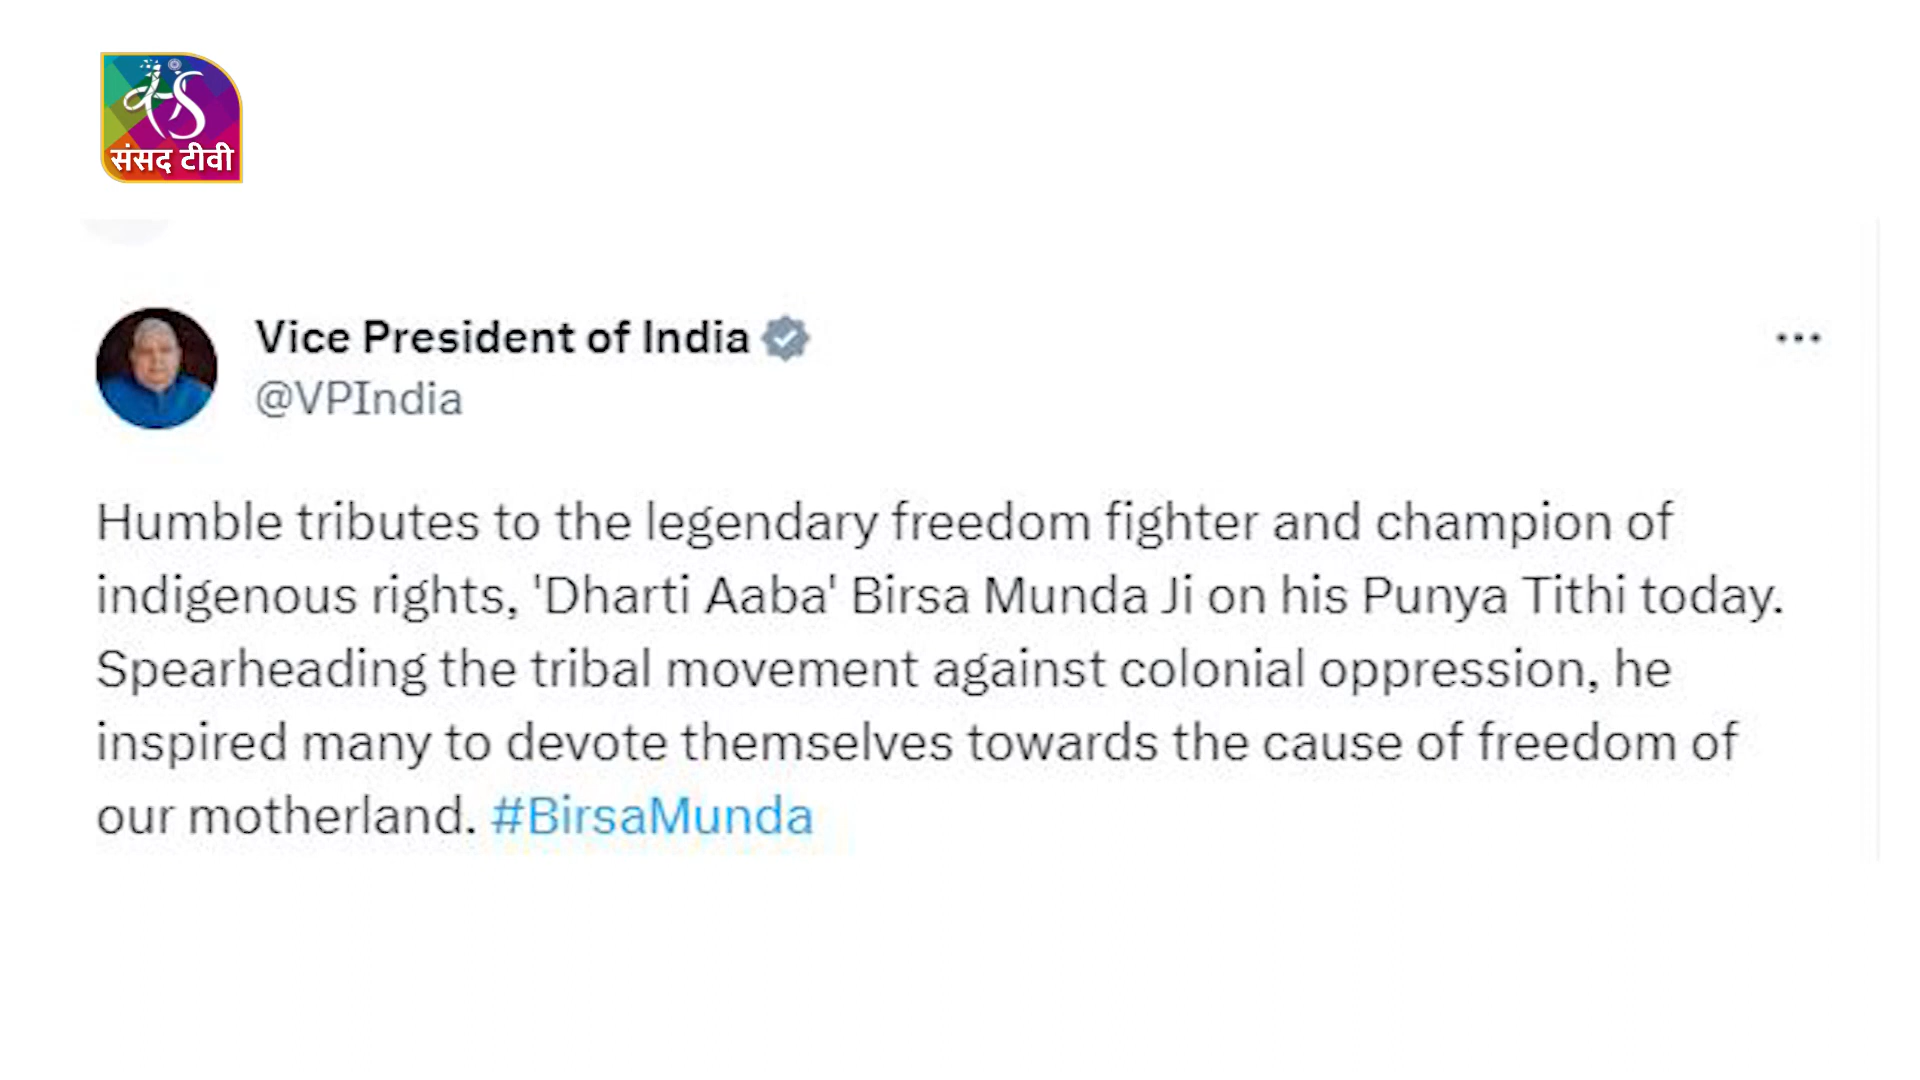 संसद टीवी
Vice President of India
@VPIndia
Humble tributes to the legendary freedom fighter and champion of
indigenous rights, 'Dharti Aaba' Birsa Munda Ji on his Punya Tithi today.
Spearheading the tribal movement against colonial oppression, he
inspired many to devote themselves towards the cause of freedom of
our motherland. #BirsaMunda